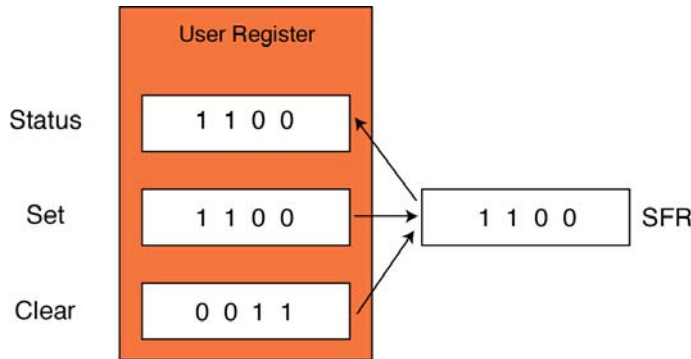 User Register
Status 1 1 0 0
Set 1 1 0 0 1 1 0 0 SFR
Clear 0 0 1 1